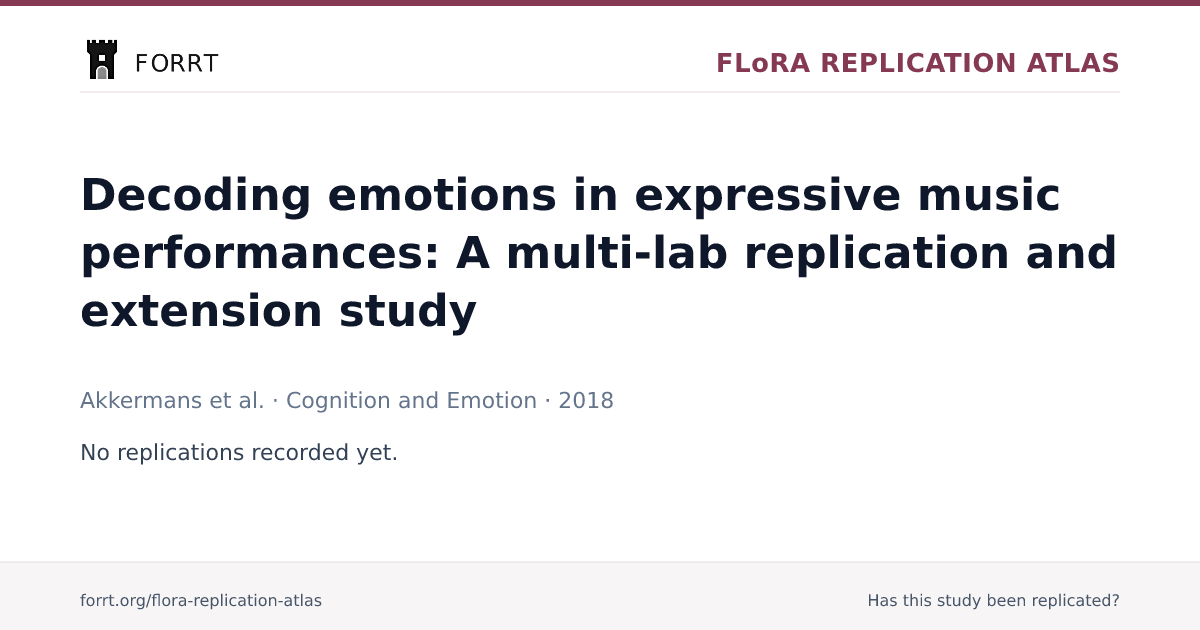 FORRT
FLoRA REPLICATION ATLAS
Decoding emotions in expressive music
performances: A multi-lab replication and
extension study
Akkermans et al. · Cognition and Emotion · 2018
No replications recorded yet.
forrt.org/flora-replication-atlas
Has this study been replicated?